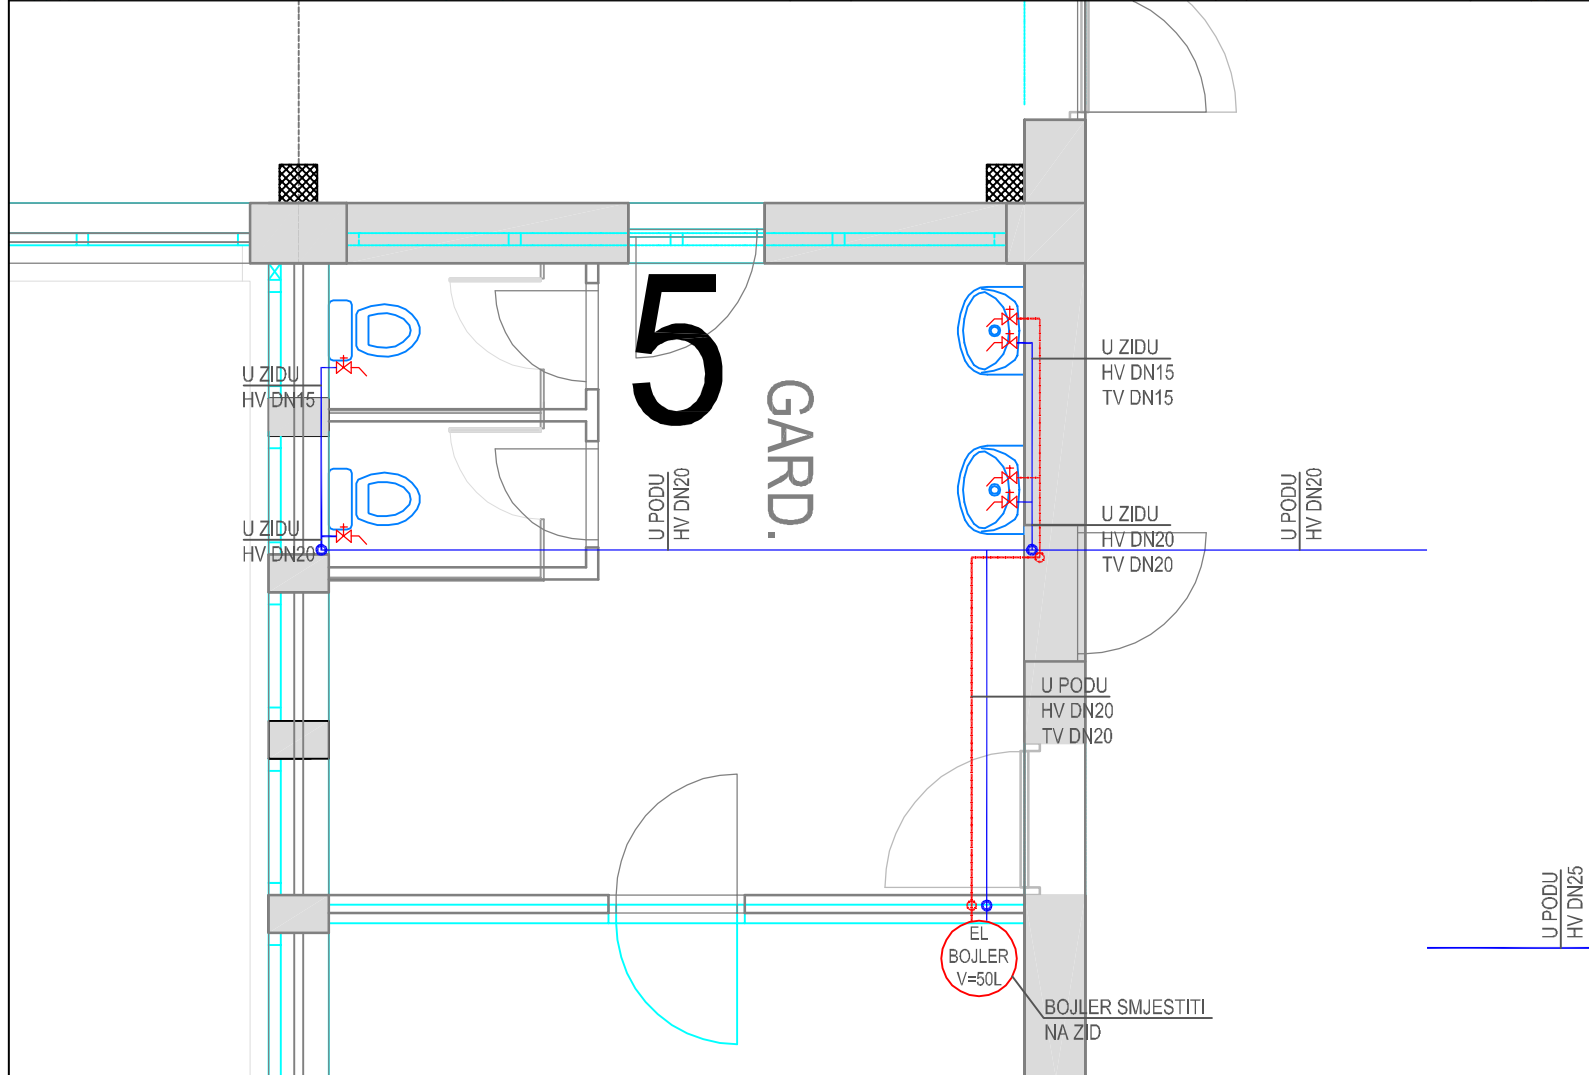 5
GARD.
U ZIDU
HV DN15
U ZIDU
HV DN20
U PODU
HV DN20
U ZIDU
HV DN15
TV DN15
U ZIDU
HV DN20
TV DN20
U PODU
HV DN20
U PODU
HV DN20
TV DN20
EL
BOJLER
V=50L
BOJLER SMJESTITI
NA ZID
U PODU
HV DN25